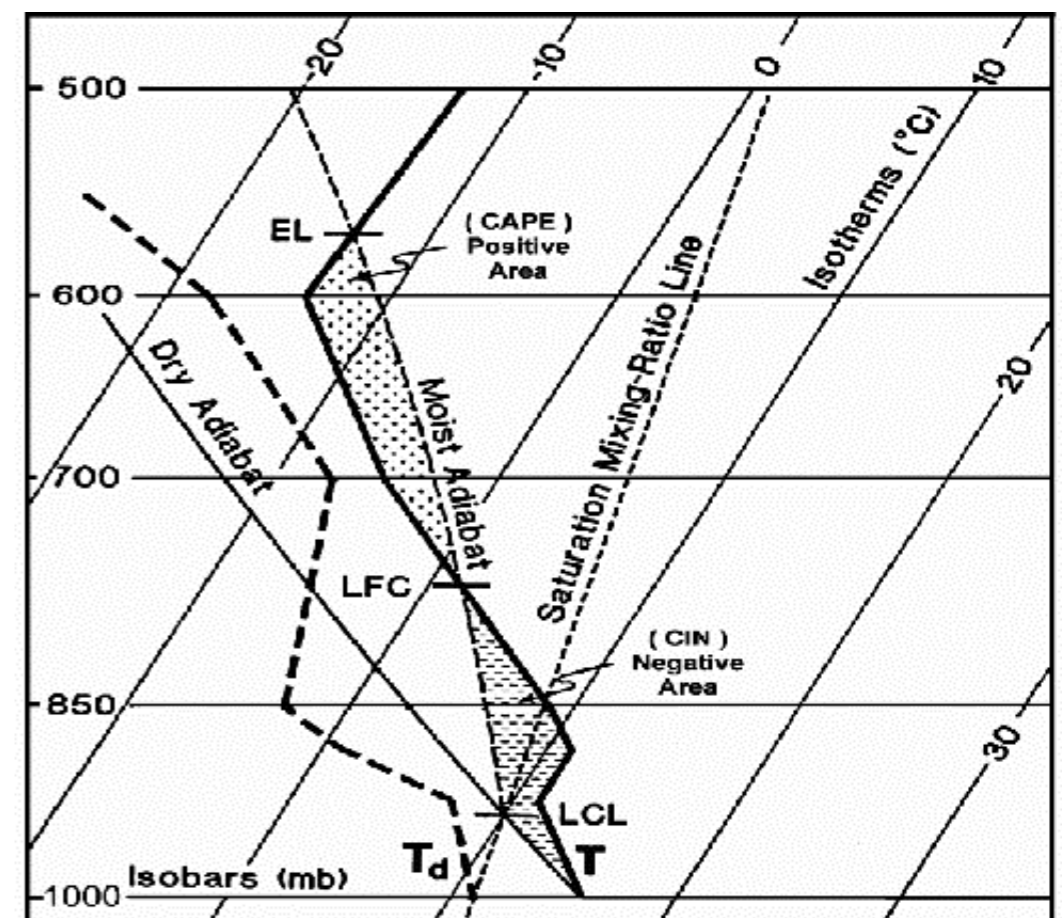 -20
-10
0
10
500
Isotherms (°C)
EL
( CAPE )
Positive
Area
600
Saturation Mixing-Ratio Line
20
Dry Adiabat
Moist Adiabat
700
LFC
( CIN )
Negative
Area
850
30
LCL
Td
T
Isobars (mb)
1000